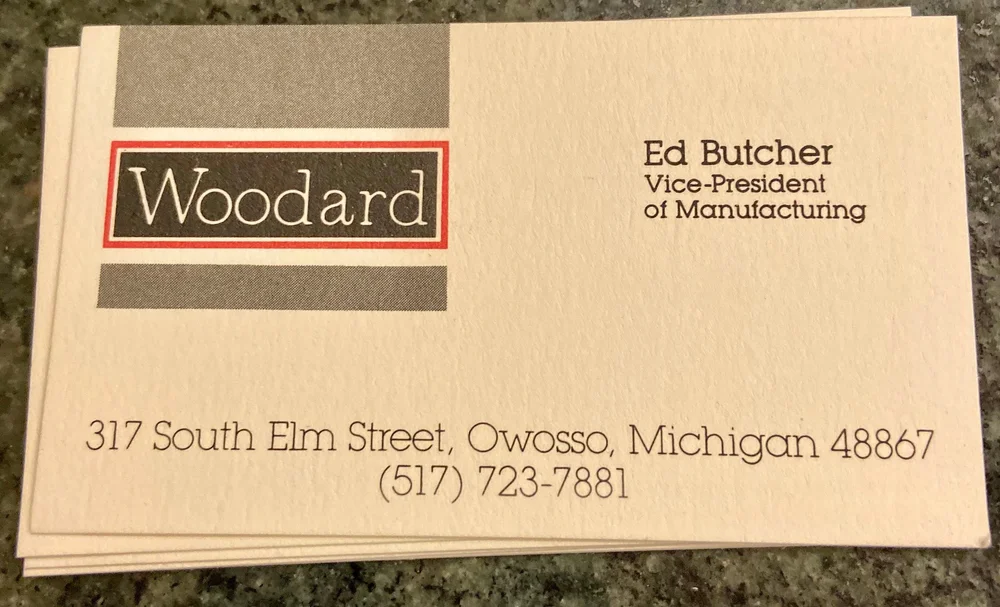 Woodard
Ed Butcher
Vice-President
of Manufacturing
317 South Elm Street, Owosso, Michigan 48867
(517) 723-7881